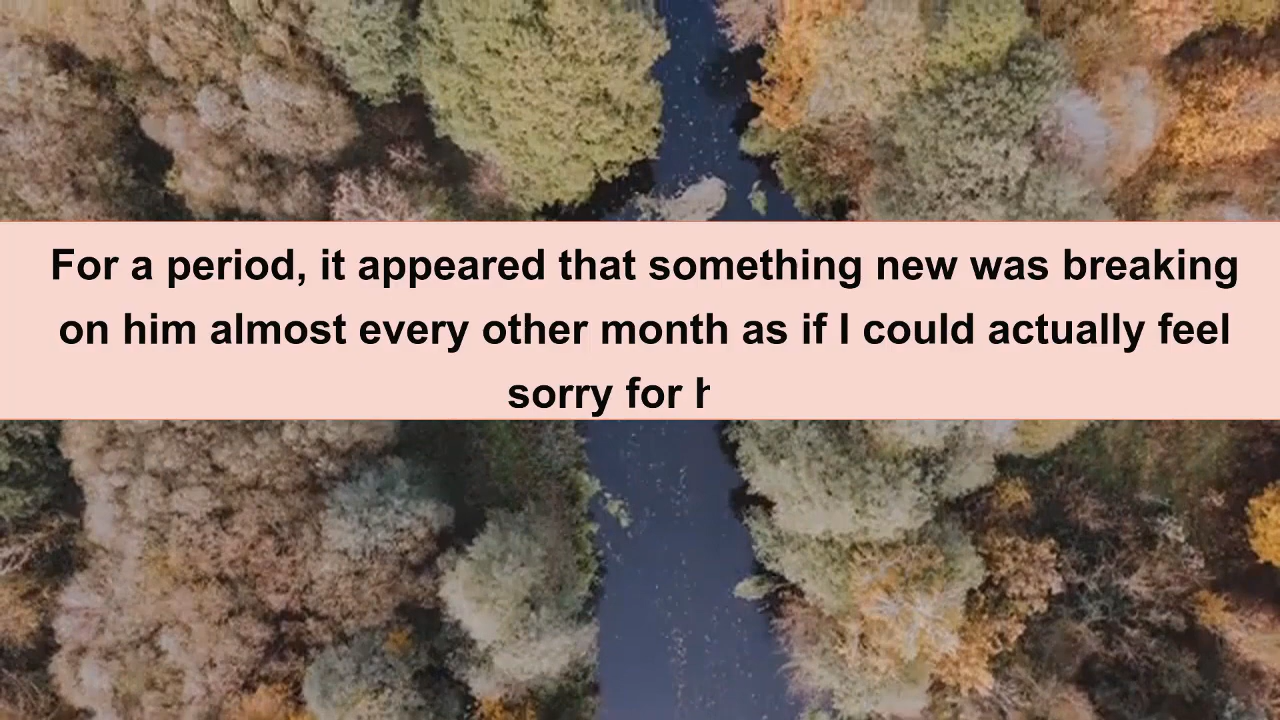 For a period, it appeared that something new was breaking
on him almost every other month as if I could actually feel
sorry for